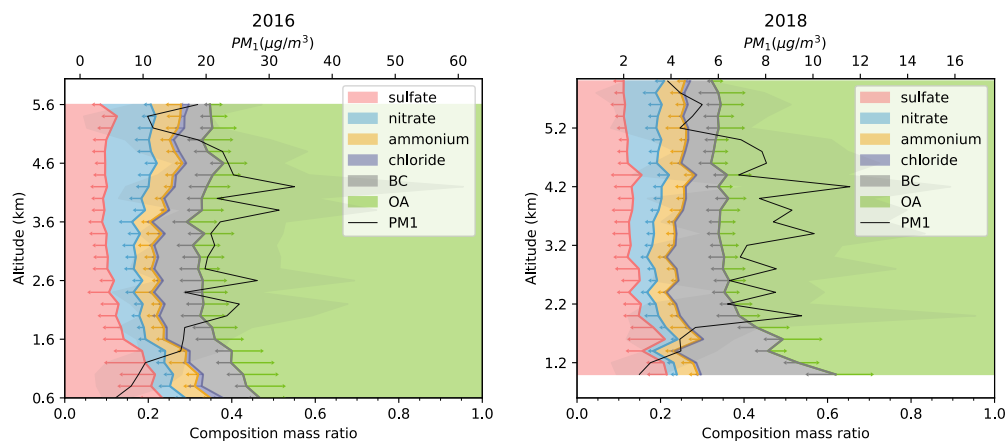 2016
PM1(μg/m3)
0 10 20 30 40 50 60
5.6
4.6
3.6
2.6
1.6
0.6
Altitude (km)
sulfate
nitrate
ammonium
chloride
BC
OA
PM1
0.0 0.2 0.4 0.6 0.8 1.0
Composition mass ratio
2018
PM1(μg/m3)
2 4 6 8 10 12 14 16
5.2
4.2
3.2
2.2
1.2
Altitude (km)
sulfate
nitrate
ammonium
chloride
BC
OA
PM1
0.0 0.2 0.4 0.6 0.8 1.0
Composition mass ratio